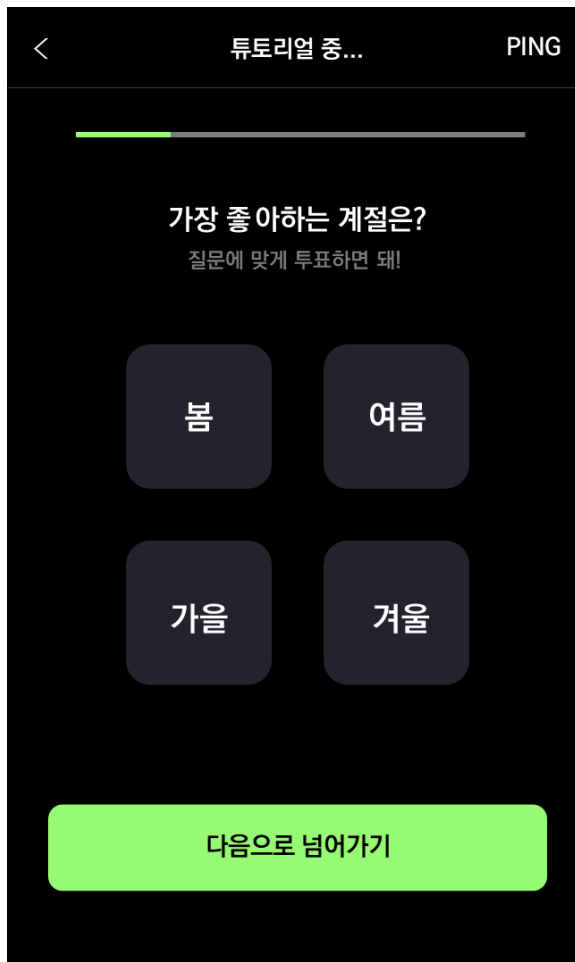 튜토리얼 중... PING
가장 좋아하는 계절은?
질문에 맞게 투표하면 돼!
봄 여름
가을 겨울
다음으로 넘어가기